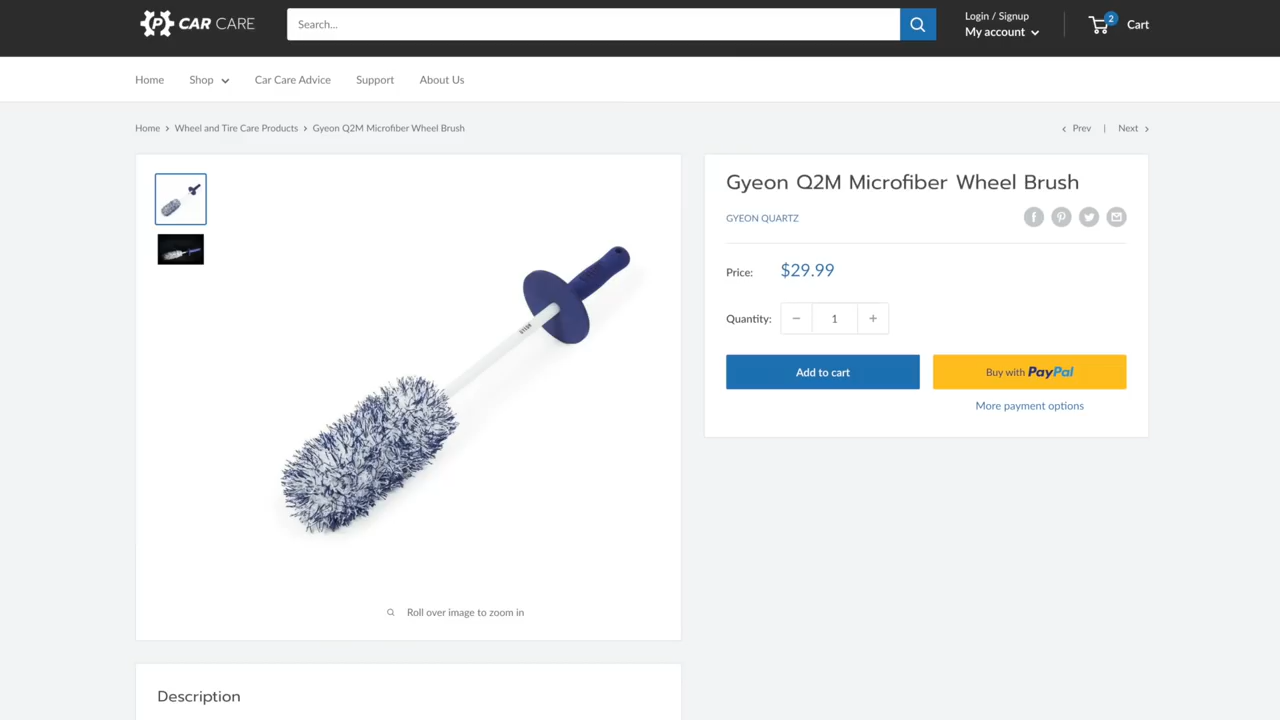 P CAR CARE
Search...
Login / Signup
My account
2
Cart
Home
Shop
Car Care Advice
Support
About Us
Home › Wheel and Tire Care Products › Gyeon Q2M Microfiber Wheel Brush
‹ Prev | Next ›
Gyeon Q2M Microfiber Wheel Brush
GYEON QUARTZ
Price: $29.99
Quantity: − 1 +
Add to cart
Buy with PayPal
More payment options
Roll over image to zoom in
Description